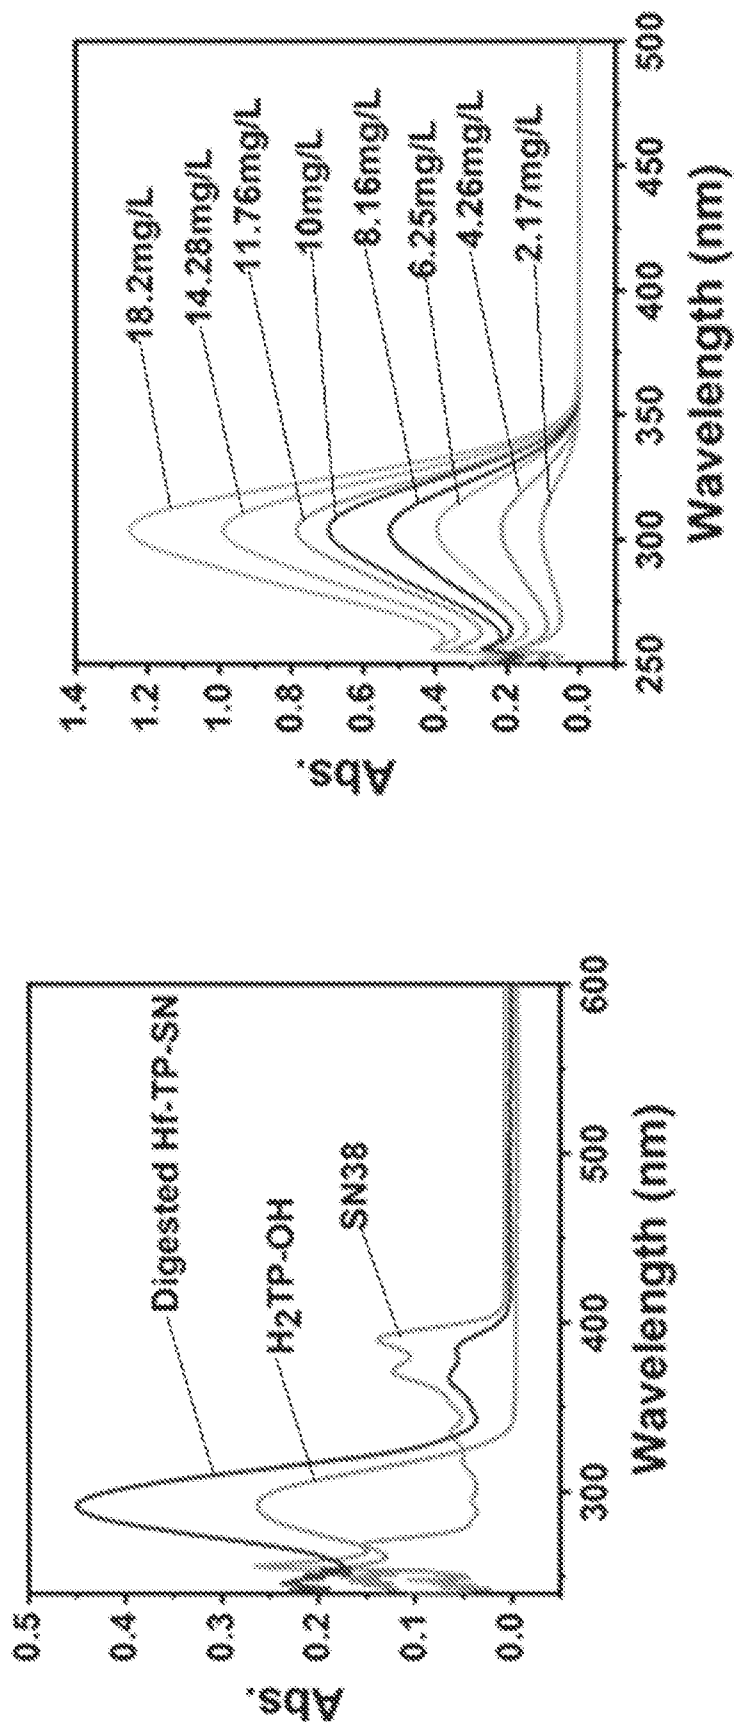 Abs.
0.5
0.4
0.3
0.2
0.1
0.0
Digested Hf-TP-SN
H2TP-OH
SN38
300
400
500
600
Wavelength (nm)
Abs.
1.4
1.2
1.0
0.8
0.6
0.4
0.2
0.0
18.2mg/L
14.28mg/L
11.76mg/L
10mg/L
8.16mg/L
6.25mg/L
4.26mg/L
2.17mg/L
250
300
350
400
450
500
Wavelength (nm)